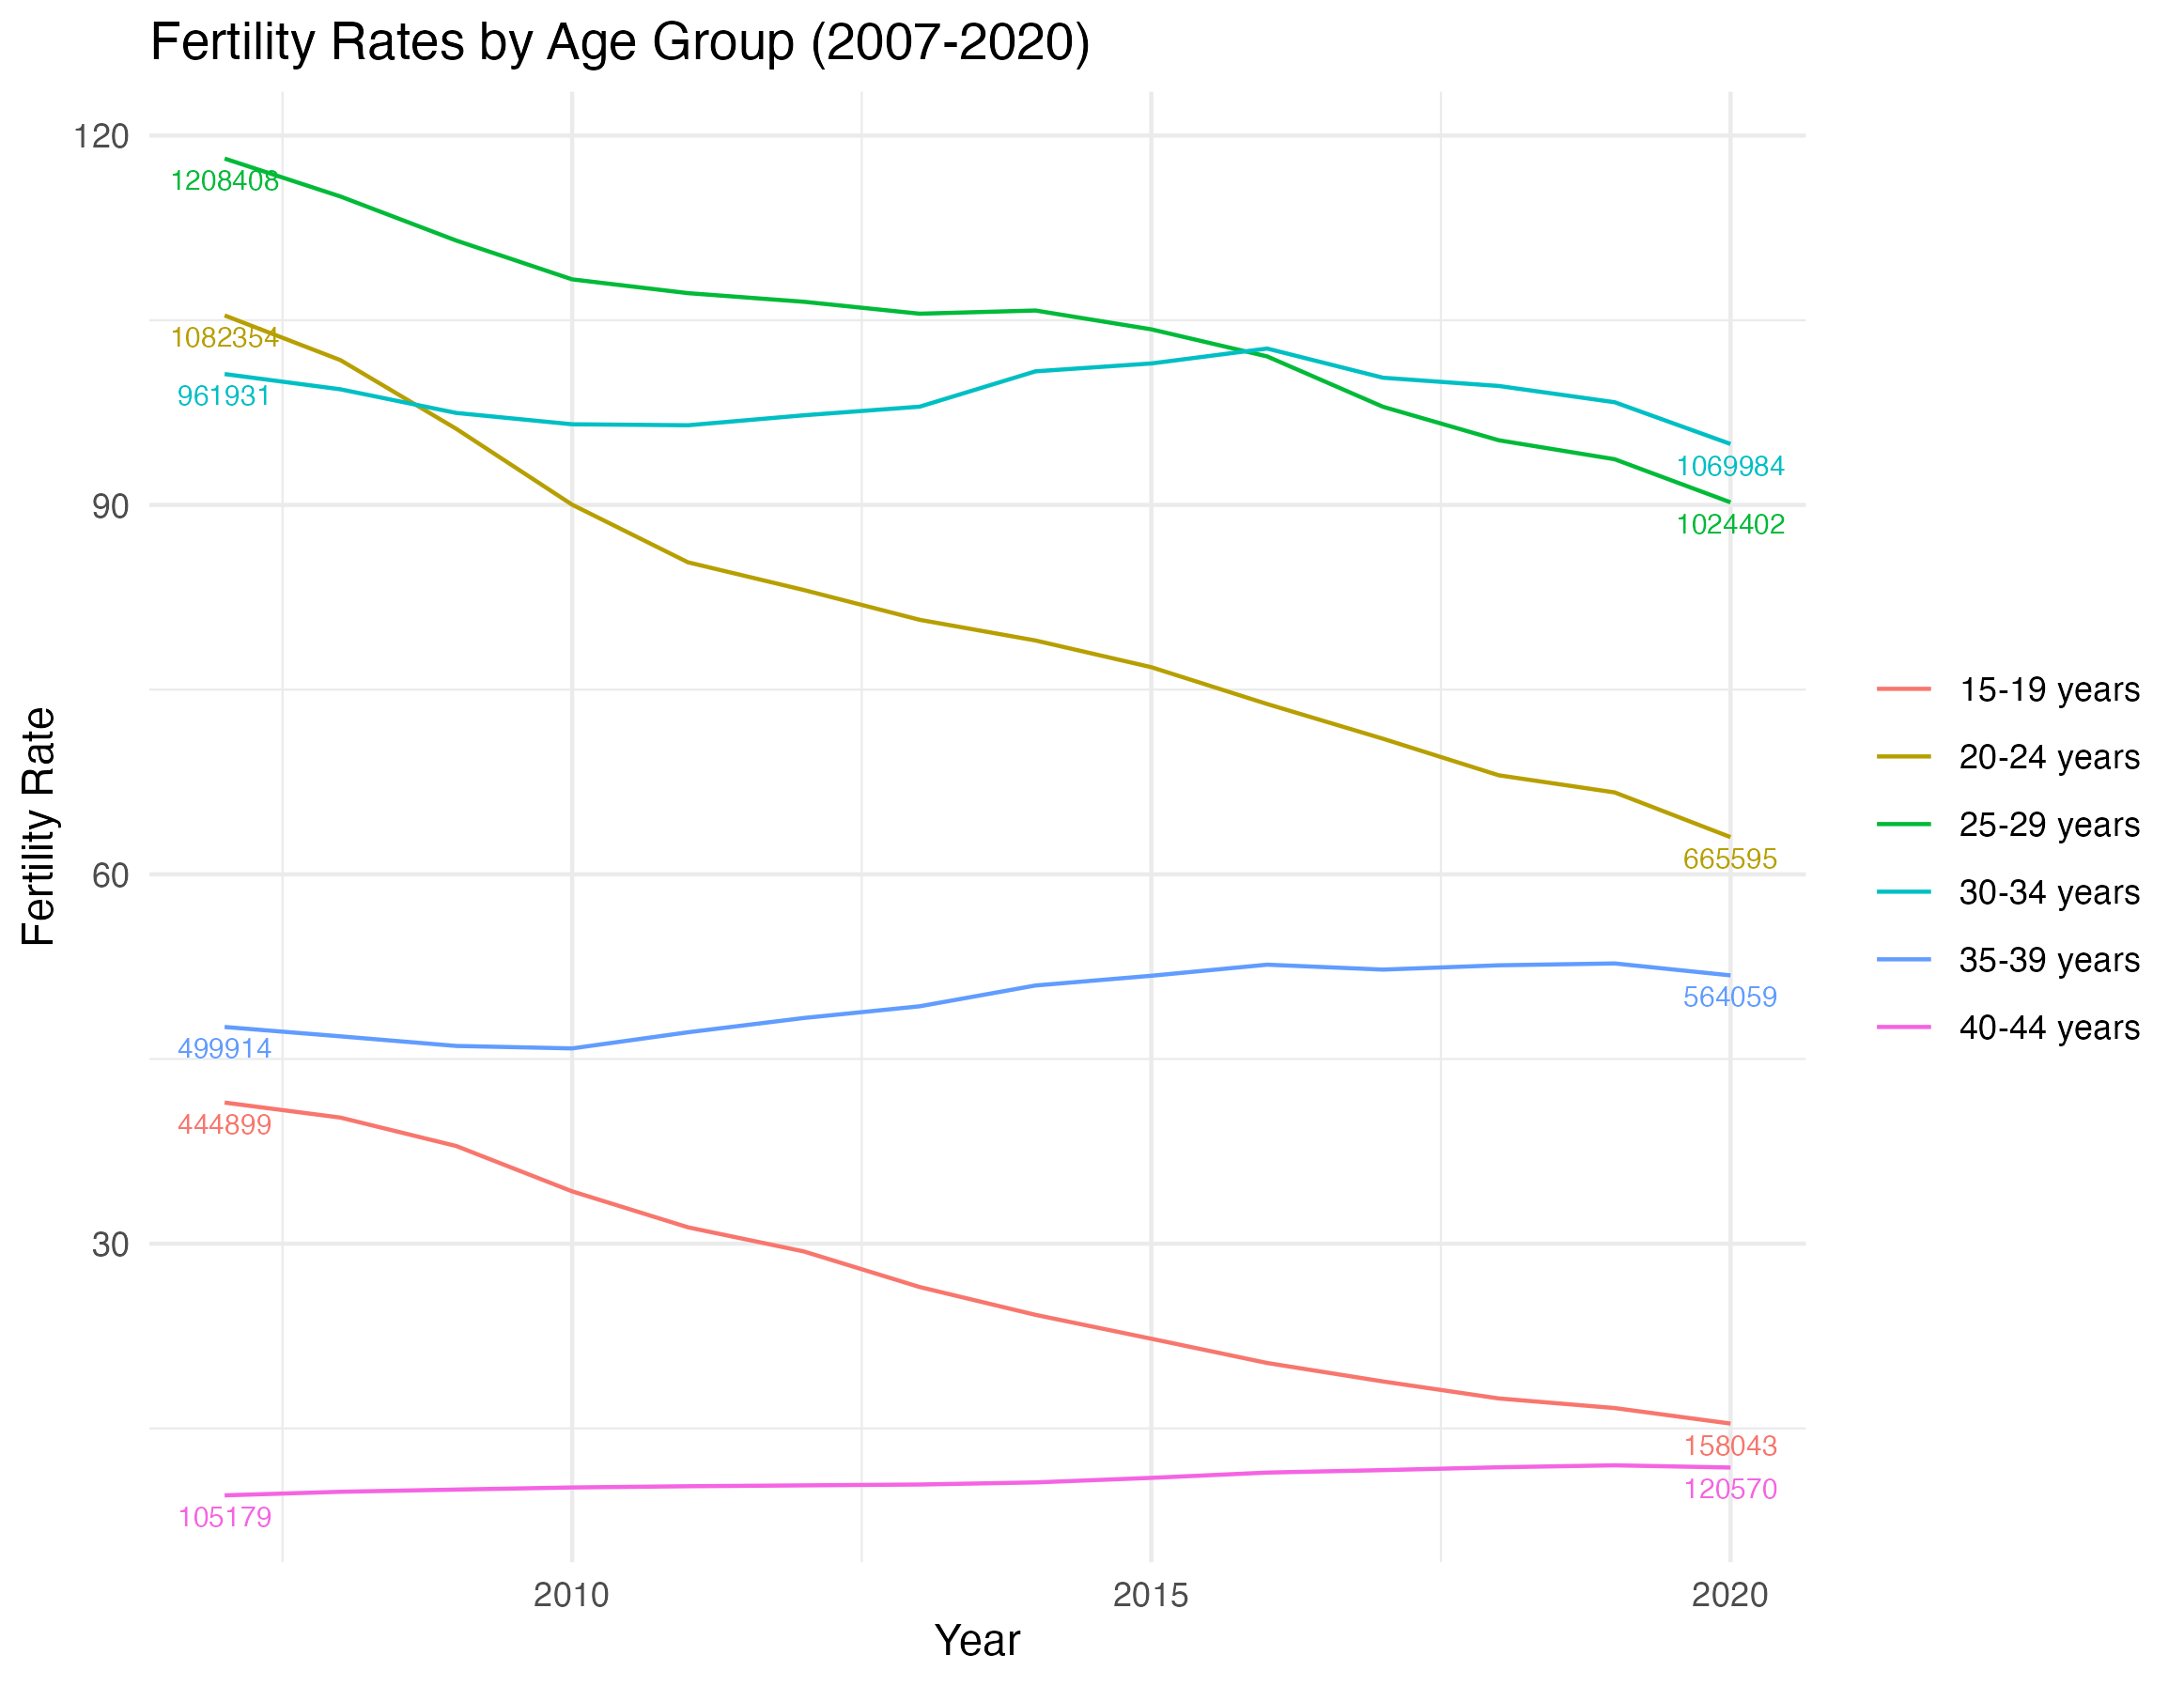 Fertility Rates by Age Group (2007-2020)
120
90
60
30
Fertility Rate
1208408
1082354
961931
1069984
1024402
665595
564059
499914
444899
158043
120570
105179
2010
2015
2020
Year
15-19 years
20-24 years
25-29 years
30-34 years
35-39 years
40-44 years